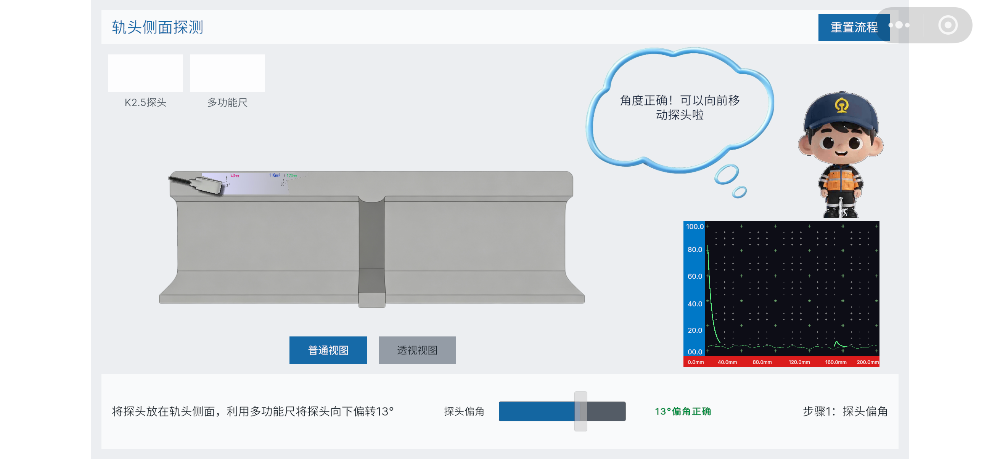 轨头侧面探测
重置流程
K2.5探头
多功能尺
角度正确！可以向前移
动探头啦
40mm
110mm
120mm
13°
10°
100.0
80.0
60.0
40.0
20.0
00.0
0.0mm 40.0mm 80.0mm 120.0mm 160.0mm 200.0mm
普通视图
透视视图
将探头放在轨头侧面，利用多功能尺将探头向下偏转13°
探头偏角
13°偏角正确
步骤1：探头偏角